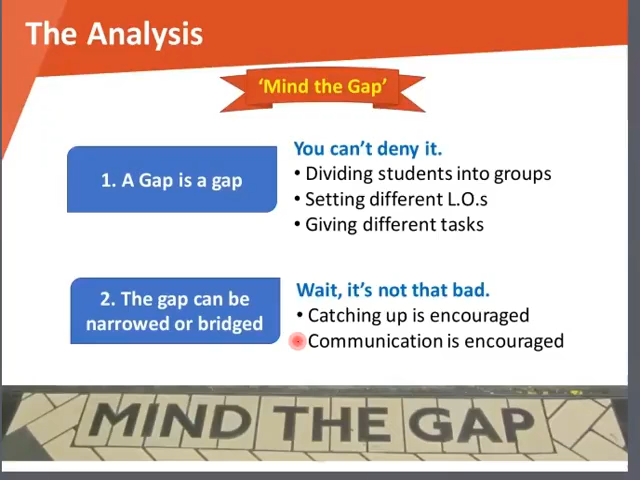 The Analysis
‘Mind the Gap’
1. A Gap is a gap
You can’t deny it.
• Dividing students into groups
• Setting different L.O.s
• Giving different tasks
2. The gap can be
narrowed or bridged
Wait, it’s not that bad.
• Catching up is encouraged
Communication is encouraged
MIND THE GAP